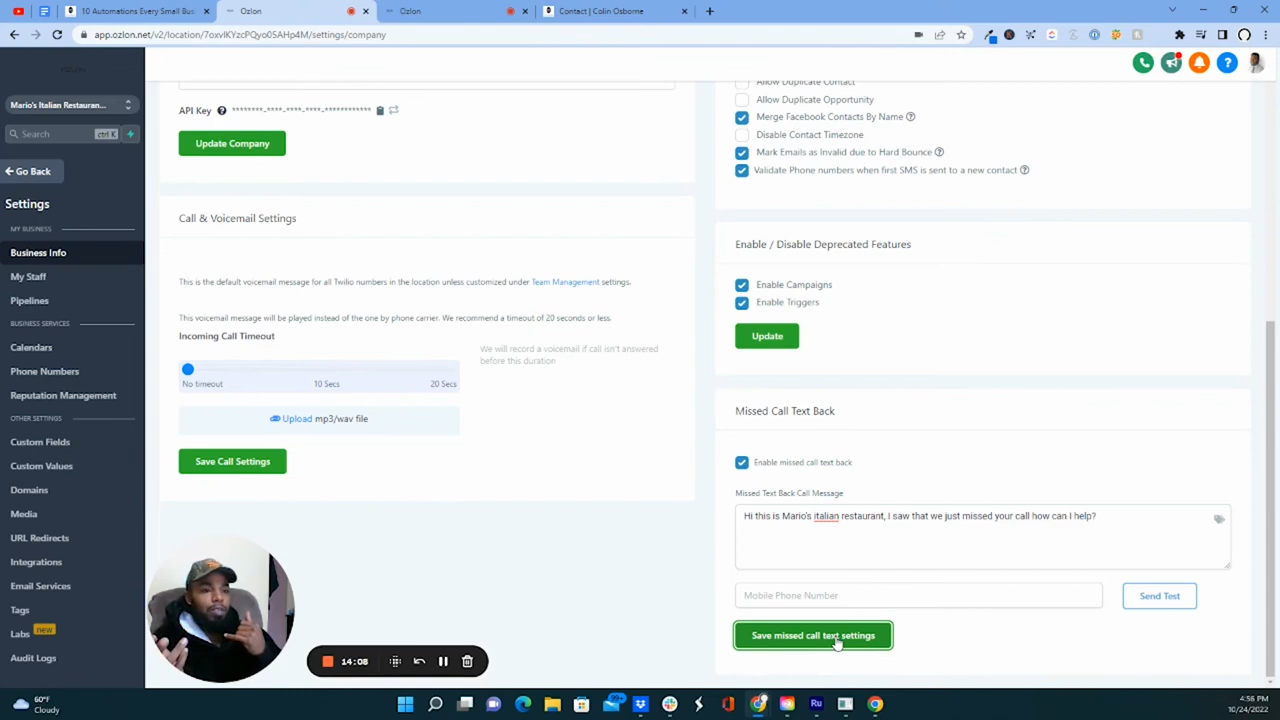 10 Automations Every Small Bus
Ozlon
Ozlon
Contact | Colin Osborne
app.ozlon.net/v2/location/7oxvIKYzcPQyo0SAHp4M/settings/company
OZLON
Mario's Italian Restauran...
Search
ctrl K
Go Back
Settings
MY BUSINESS
Business Info
My Staff
Pipelines
BUSINESS SERVICES
Calendars
Phone Numbers
Reputation Management
OTHER SETTINGS
Custom Fields
Custom Values
Domains
Media
URL Redirects
Integrations
Email Services
Tags
Labs new
Audit Logs
API Key ********-****-****-****-************
Update Company
Call & Voicemail Settings
This is the default voicemail message for all Twilio numbers in the location unless customized under Team Management settings.
This voicemail message will be played instead of the one by phone carrier. We recommend a timeout of 20 seconds or less.
Incoming Call Timeout
No timeout 10 Secs 20 Secs
We will record a voicemail if call isn't answered
before this duration
Upload mp3/wav file
Save Call Settings
Allow Duplicate Contact
Allow Duplicate Opportunity
Merge Facebook Contacts By Name
Disable Contact Timezone
Mark Emails as Invalid due to Hard Bounce
Validate Phone numbers when first SMS is sent to a new contact
Enable / Disable Deprecated Features
Enable Campaigns
Enable Triggers
Update
Missed Call Text Back
Enable missed call text back
Missed Text Back Call Message
Hi this is Mario's italian restaurant, I saw that we just missed your call how can I help?
Mobile Phone Number
Send Test
Save missed call text settings
14:08
60°F
Cloudy
99+
Ru
4:56 PM
10/24/2022